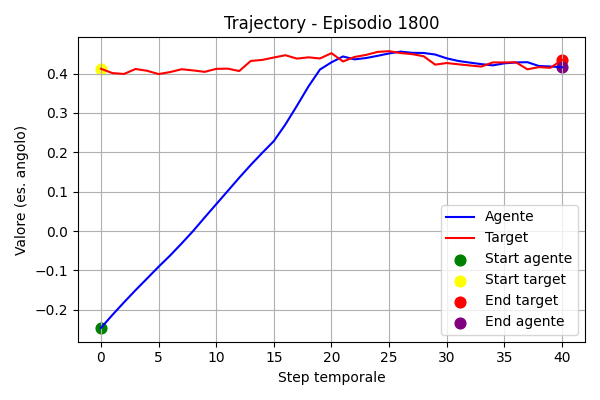 Trajectory - Episodio 1800
Valore (es. angolo)
0.4
0.3
0.2
0.1
0.0
−0.1
−0.2
Agente
Target
Start agente
Start target
End target
End agente
0 5 10 15 20 25 30 35 40
Step temporale